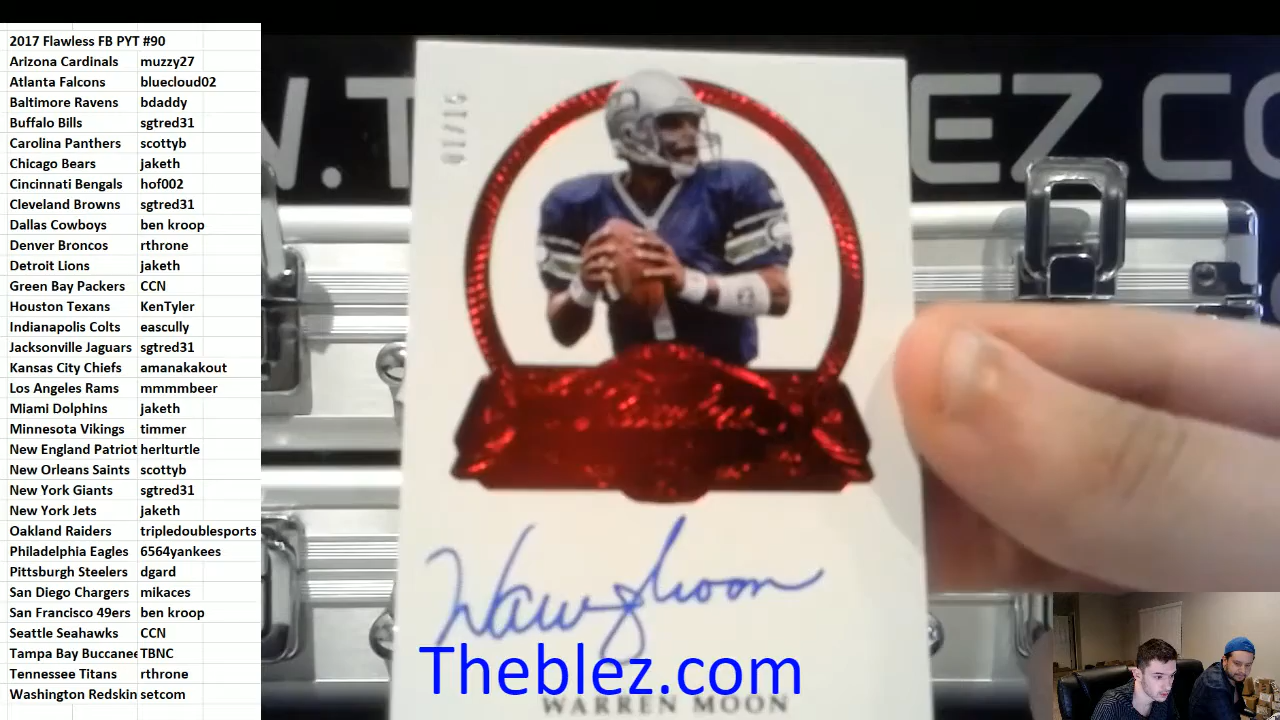 2017 Flawless FB PYT #90
Arizona Cardinals muzzy27
Atlanta Falcons bluecloud02
Baltimore Ravens bdaddy
Buffalo Bills sgtred31
Carolina Panthers scottyb
Chicago Bears jaketh
Cincinnati Bengals hof002
Cleveland Browns sgtred31
Dallas Cowboys ben kroop
Denver Broncos rthrone
Detroit Lions jaketh
Green Bay Packers CCN
Houston Texans KenTyler
Indianapolis Colts eascully
Jacksonville Jaguars sgtred31
Kansas City Chiefs amanakakout
Los Angeles Rams mmmmbeer
Miami Dolphins jaketh
Minnesota Vikings timmer
New England Patriot herlturtle
New Orleans Saints scottyb
New York Giants sgtred31
New York Jets jaketh
Oakland Raiders tripledoublesports
Philadelphia Eagles 6564yankees
Pittsburgh Steelers dgard
San Diego Chargers mikaces
San Francisco 49ers ben kroop
Seattle Seahawks CCN
Tampa Bay Buccanee TBNC
Tennessee Titans rthrone
Washington Redskin setcom
W.T EZ.CO
Theblez.com
WARREN MOON